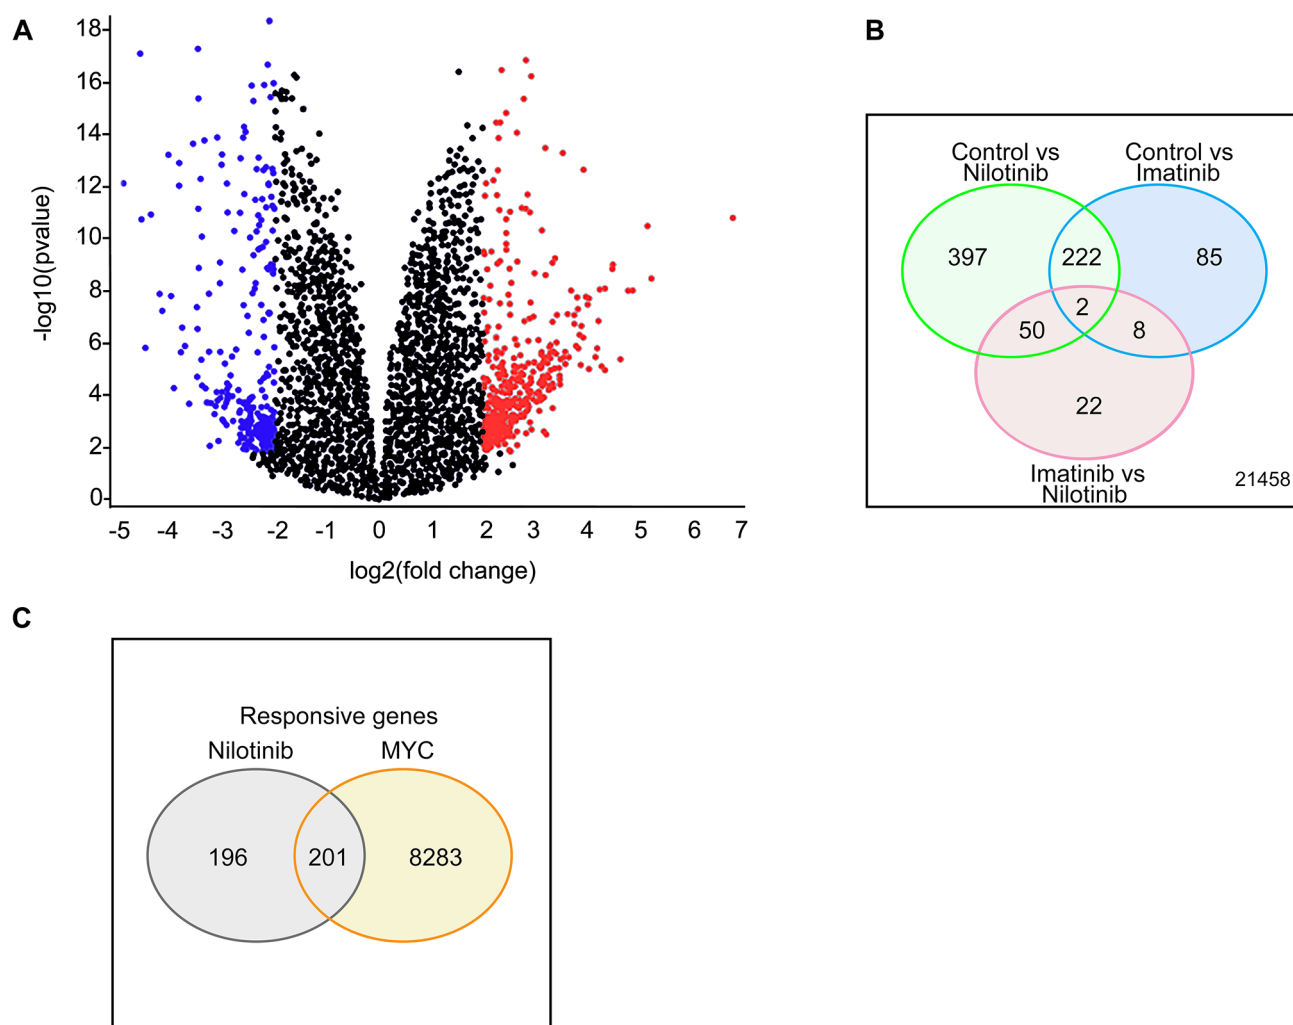 A
18
16
14
12
10
8
6
4
2
0
-log10(pvalue)
-5 -4 -3 -2 -1 0 1 2 3 4 5 6 7
log2(fold change)
B
Control vs
Nilotinib
Control vs
Imatinib
397 222 85
2
50 8
22
Imatinib vs
Nilotinib
21458
C
Responsive genes
Nilotinib MYC
196 201 8283